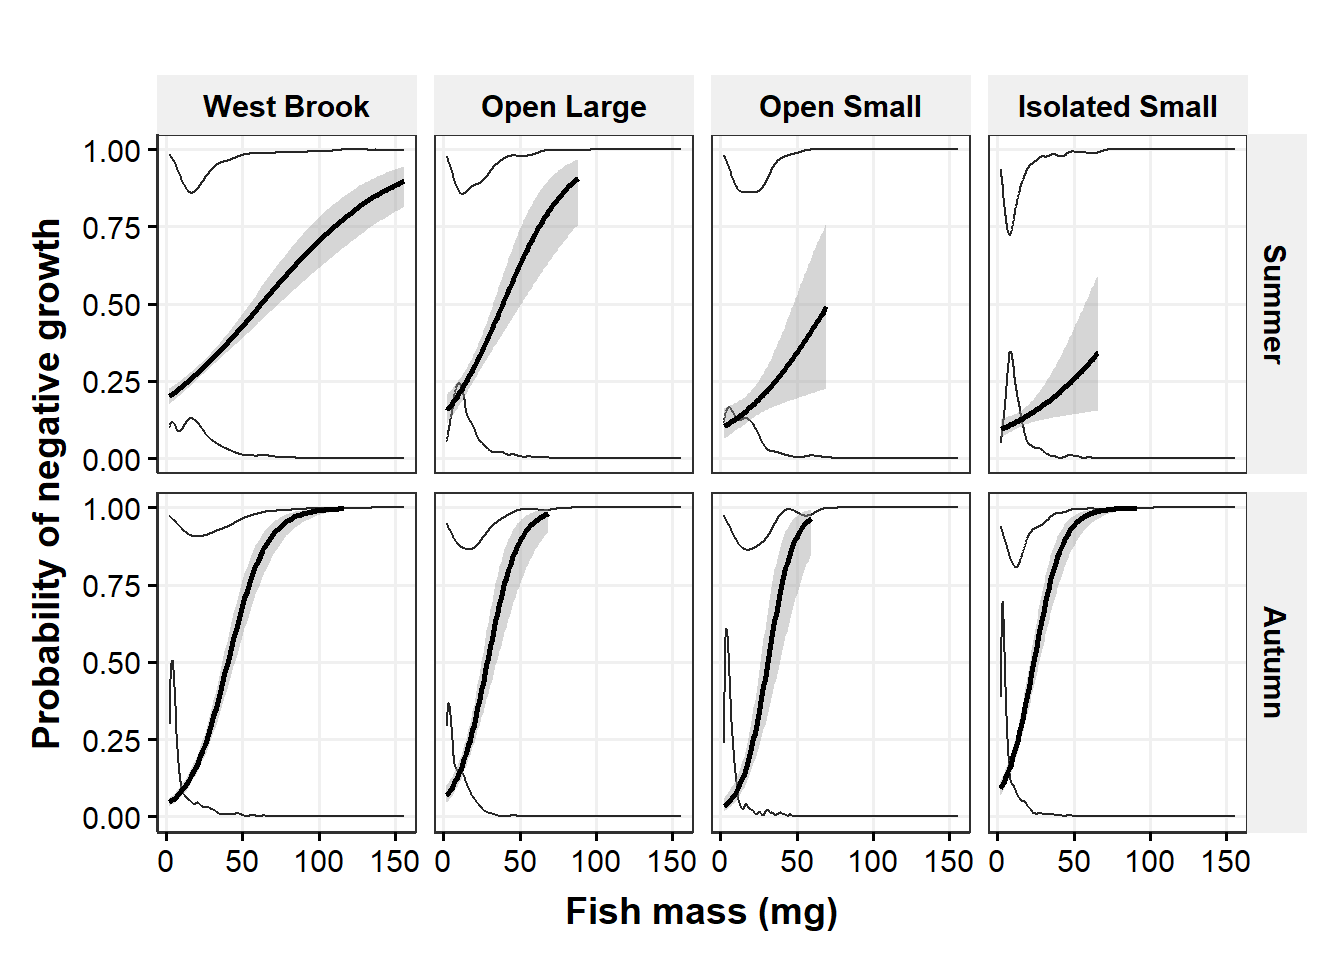 West Brook Open Large Open Small Isolated Small
Probability of negative growth
1.00
0.75
0.50
0.25
0.00
Summer
1.00
0.75
0.50
0.25
0.00
Autumn
0 50 100 150 0 50 100 150 0 50 100 150 0 50 100 150
Fish mass (mg)